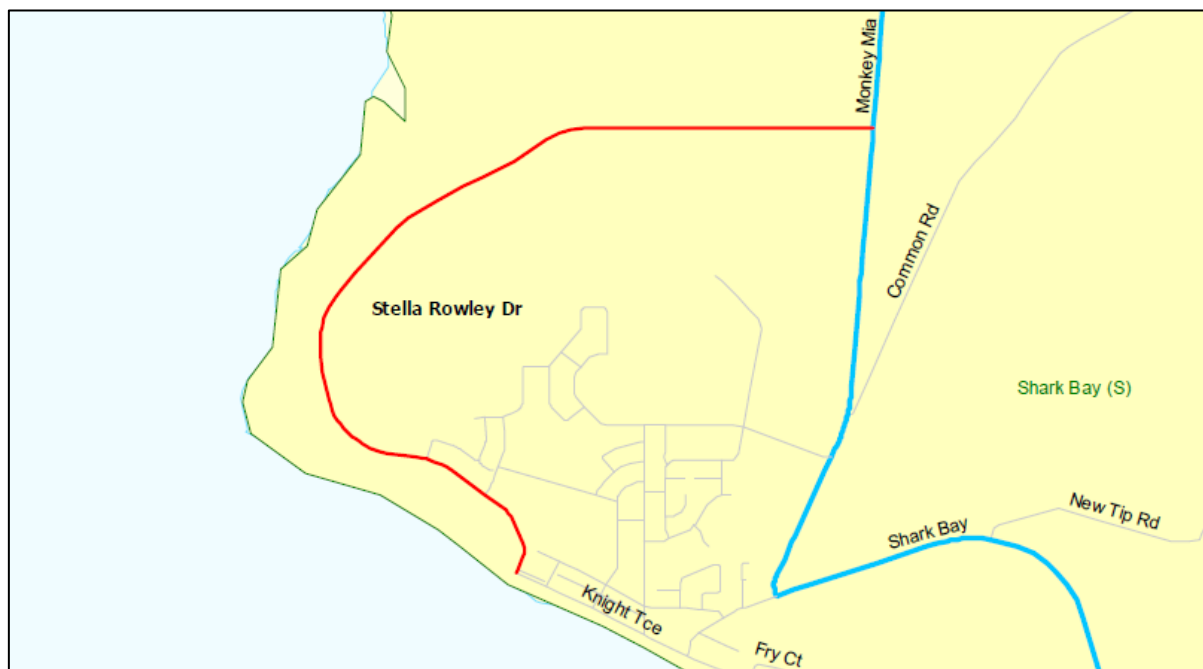 Monkey Mia
Common Rd
Stella Rowley Dr
Shark Bay (S)
New Tip Rd
Shark Bay
Knight Tce
Fry Ct